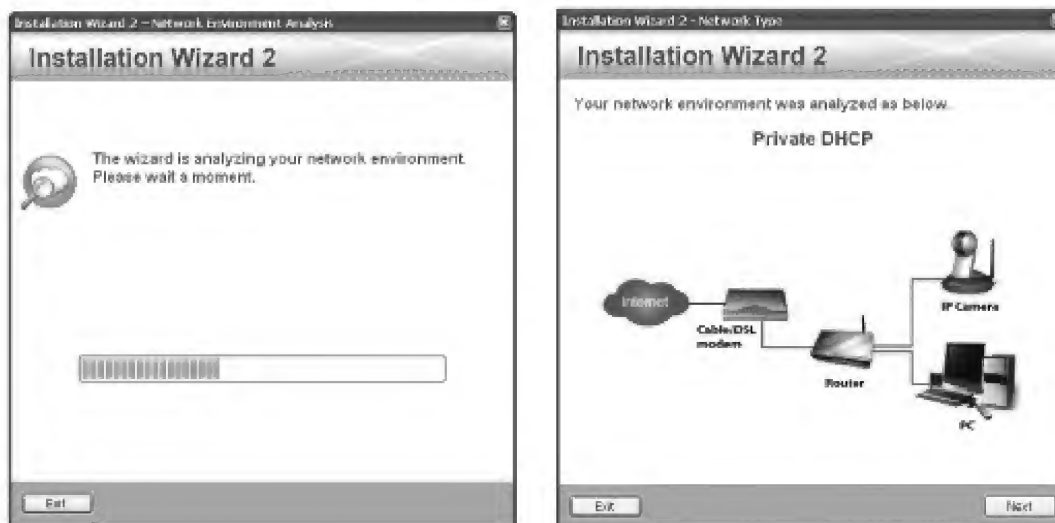 Installation Wizard 2 - Network Environment Analysis
Installation Wizard 2
The wizard is analyzing your network environment.
Please wait a moment.
Exit
Installation Wizard 2 - Network Type
Installation Wizard 2
Your network environment was analyzed as below.
Private DHCP
Internet
Cable/DSL
modem
Router
IP Camera
PC
Exit
Next